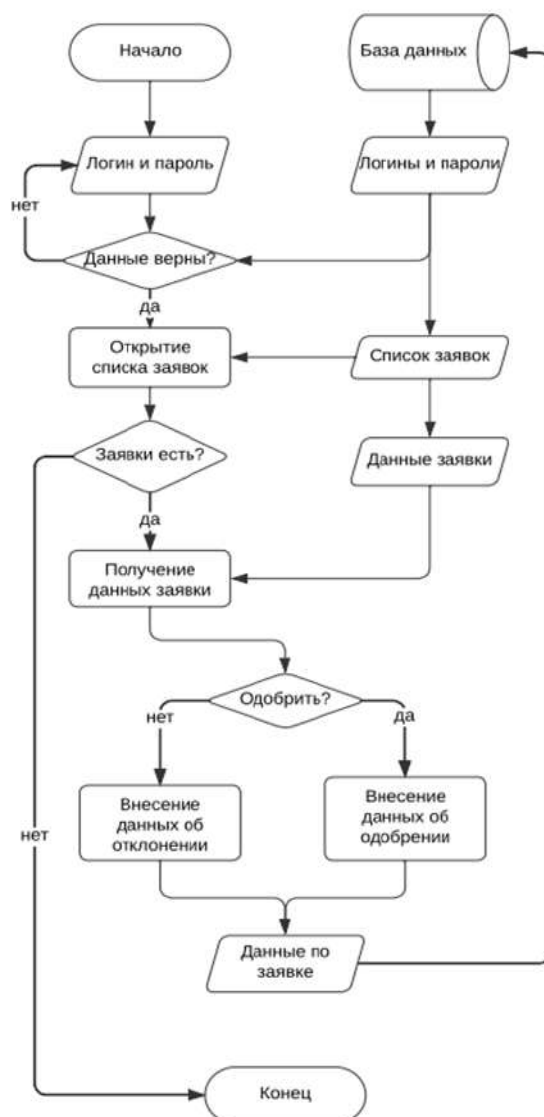 Начало
База данных
Логин и пароль
Логины и пароли
нет
Данные верны?
да
Открытие
списка заявок
Список заявок
Заявки есть?
Данные заявки
да
Получение
данных заявки
Одобрить?
нет
да
Внесение
данных об
отклонении
Внесение
данных об
одобрении
нет
Данные по
заявке
Конец